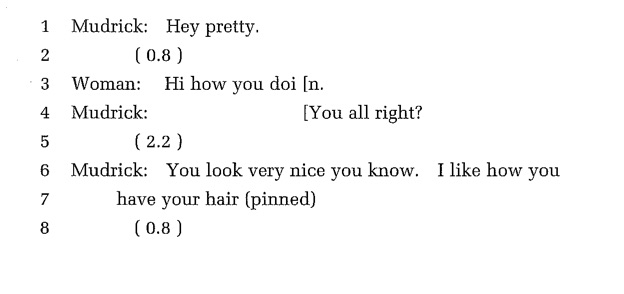 1 Mudrick: Hey pretty.
2 ( 0.8 )
3 Woman: Hi how you doi [n.
4 Mudrick: [You all right?
5 ( 2.2 )
6 Mudrick: You look very nice you know. I like how you
7 have your hair (pinned)
8 ( 0.8 )